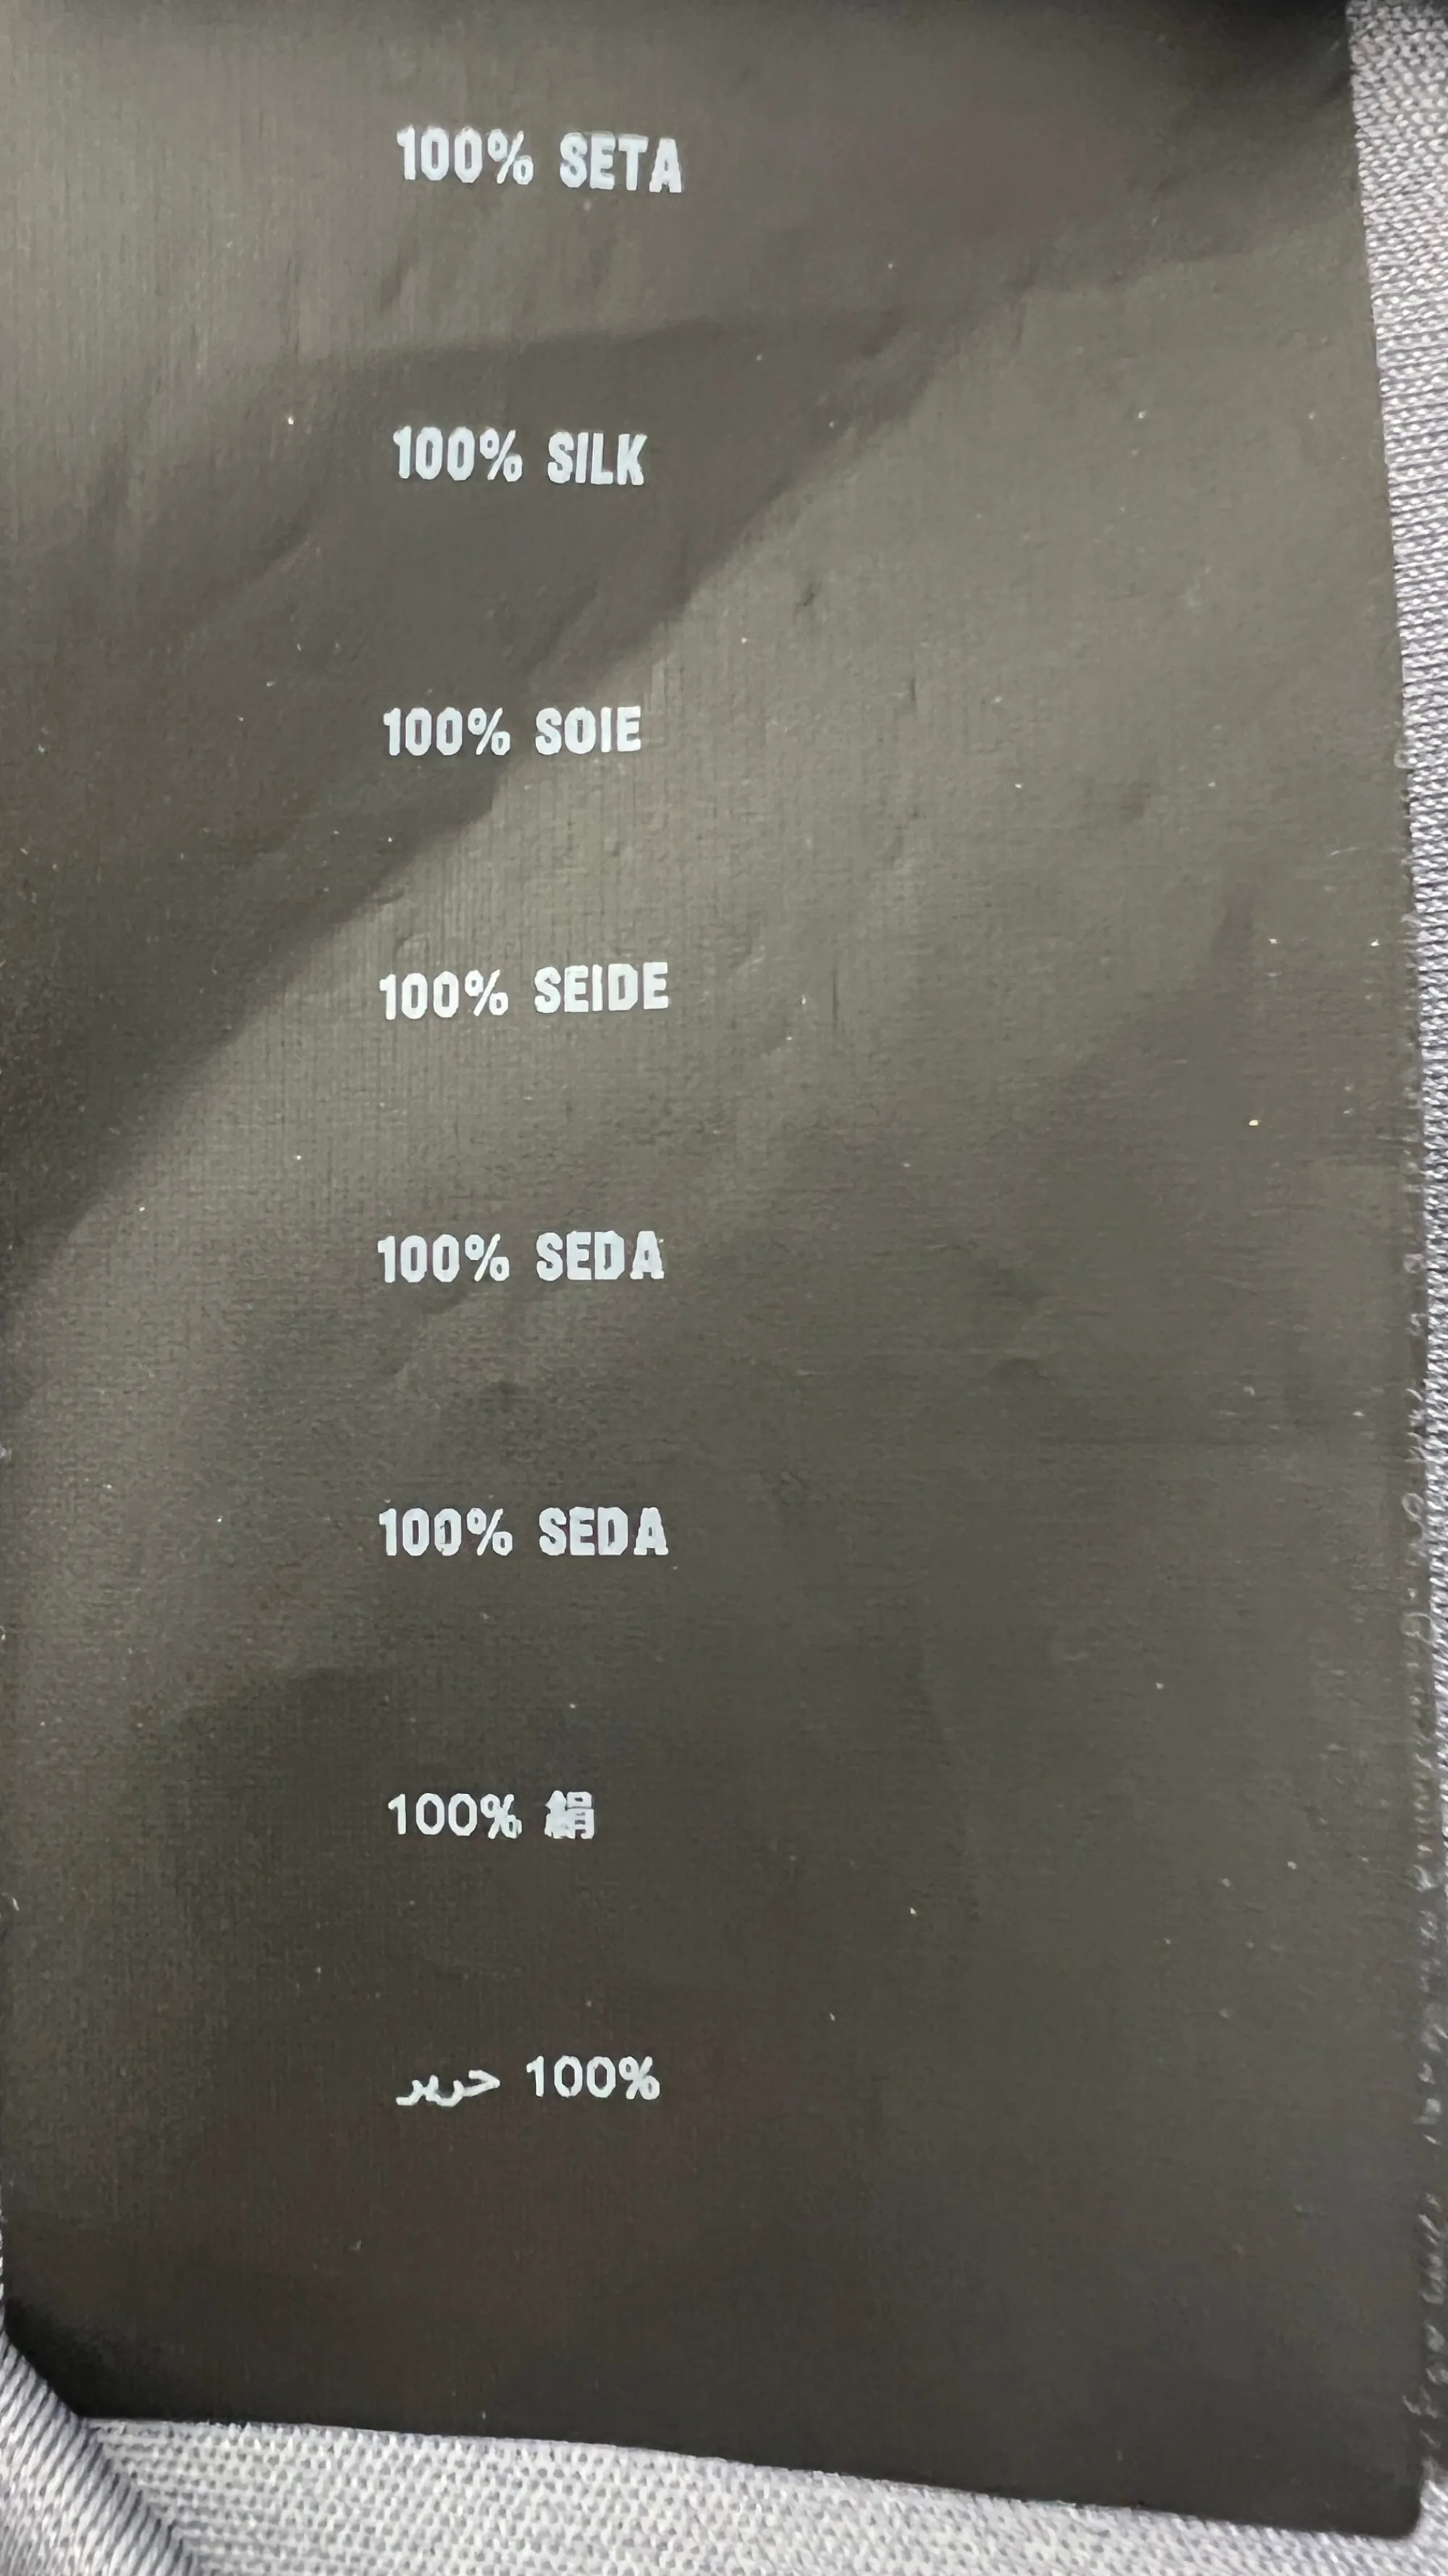 100% SETA
100% SILK
100% SOIE
100% SEIDE
100% SEDA
100% SEDA
100% 絹
100% حرير